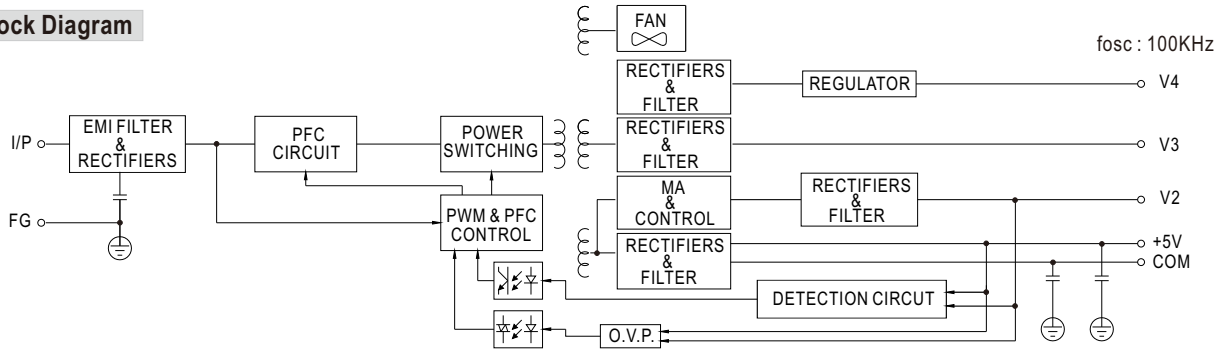 ock Diagram
FAN
fosc : 100KHz
RECTIFIERS
&
FILTER
REGULATOR
V4
I/P
EMI FILTER
&
RECTIFIERS
PFC
CIRCUIT
POWER
SWITCHING
RECTIFIERS
&
FILTER
V3
MA
&
CONTROL
RECTIFIERS
&
FILTER
V2
FG
PWM & PFC
CONTROL
RECTIFIERS
&
FILTER
+5V
COM
DETECTION CIRCUT
O.V.P.